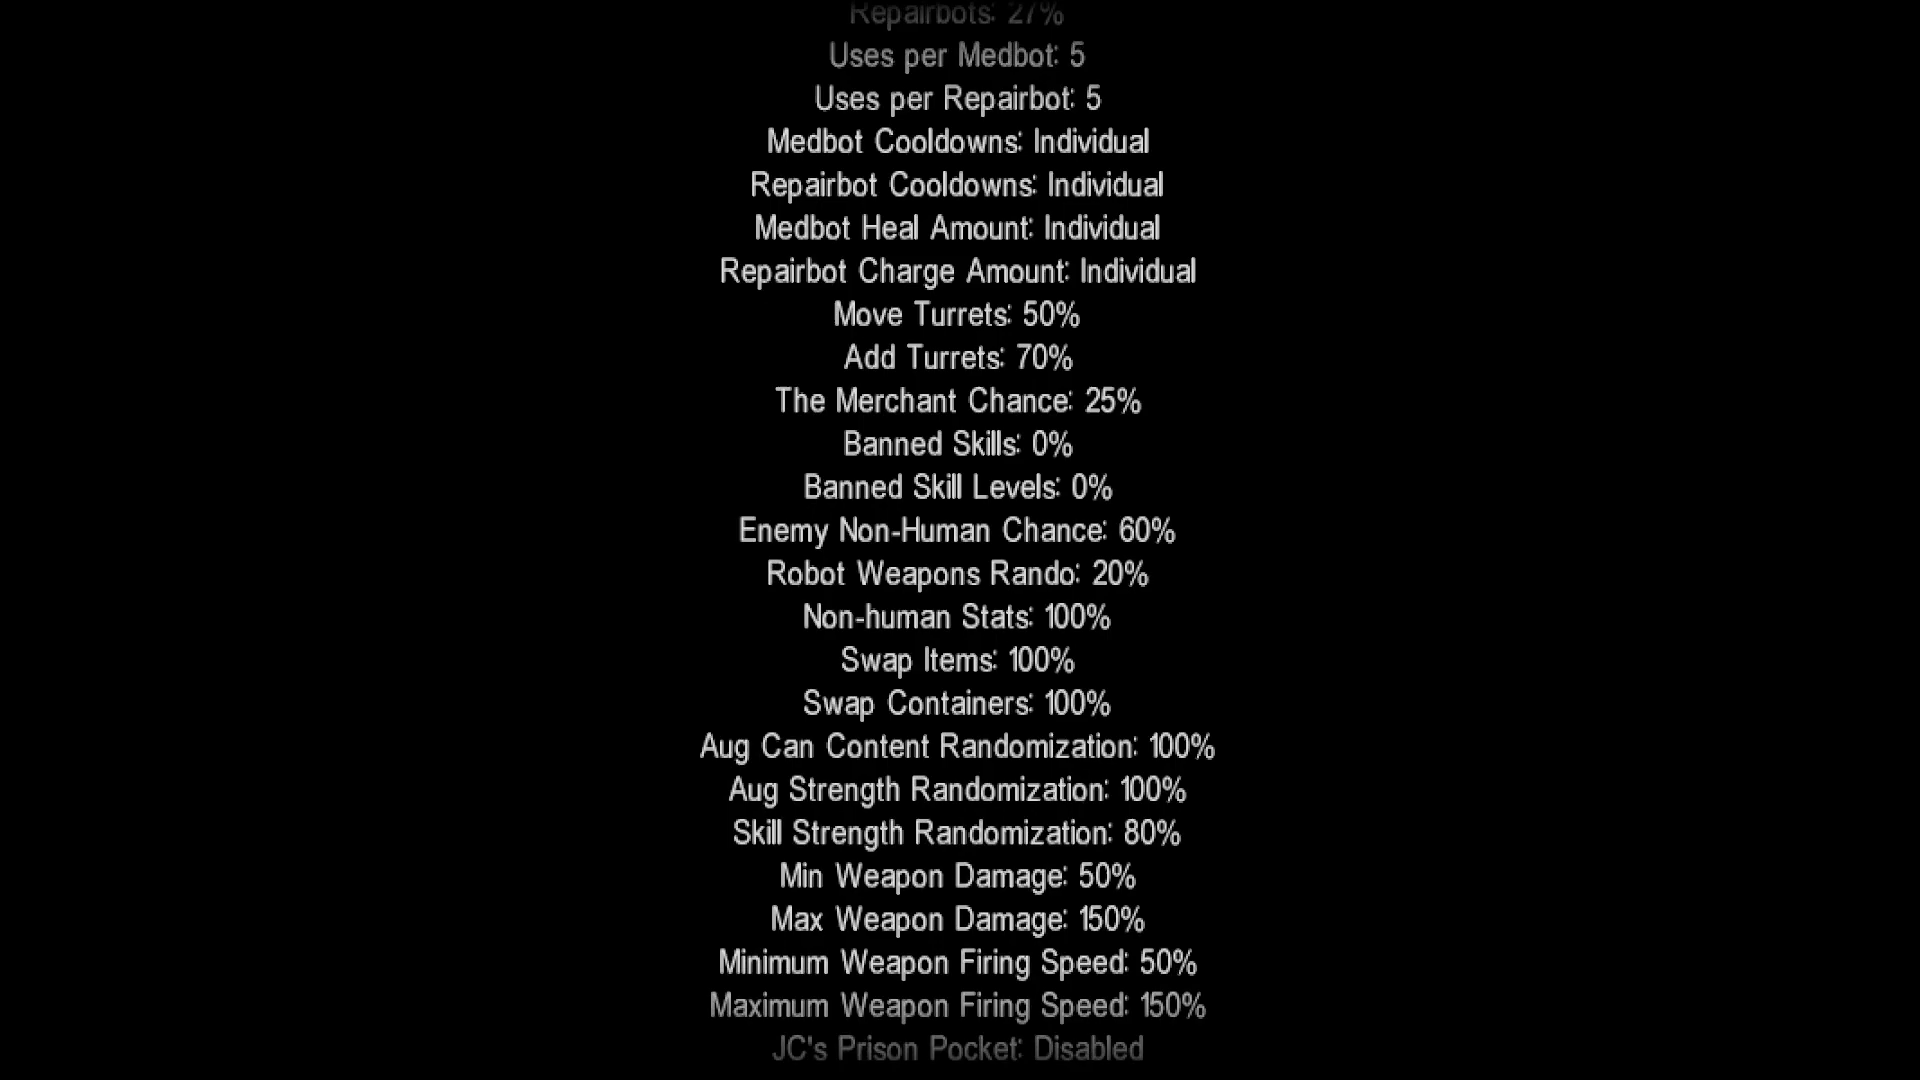 Repairbots: 27%
Uses per Medbot: 5
Uses per Repairbot: 5
Medbot Cooldowns: Individual
Repairbot Cooldowns: Individual
Medbot Heal Amount: Individual
Repairbot Charge Amount: Individual
Move Turrets: 50%
Add Turrets: 70%
The Merchant Chance: 25%
Banned Skills: 0%
Banned Skill Levels: 0%
Enemy Non-Human Chance: 60%
Robot Weapons Rando: 20%
Non-human Stats: 100%
Swap Items: 100%
Swap Containers: 100%
Aug Can Content Randomization: 100%
Aug Strength Randomization: 100%
Skill Strength Randomization: 80%
Min Weapon Damage: 50%
Max Weapon Damage: 150%
Minimum Weapon Firing Speed: 50%
Maximum Weapon Firing Speed: 150%
JC's Prison Pocket: Disabled